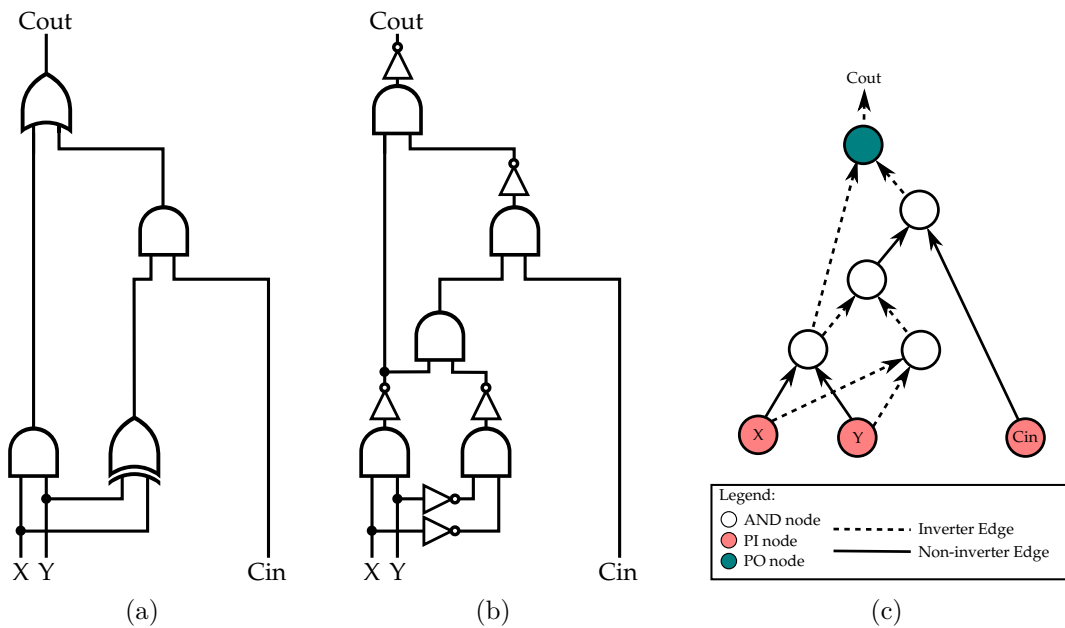 Cout
X Y
Cin
(a)
Cout
X Y
Cin
(b)
Cout
X
Y
Cin
Legend:
AND node
PI node
PO node
Inverter Edge
Non-inverter Edge
(c)